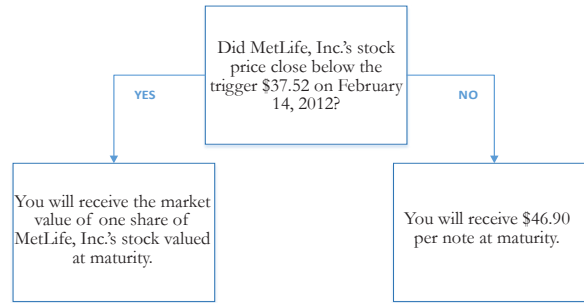 Did MetLife, Inc.'s stock
price close below the
trigger $37.52 on February
14, 2012?
YES
NO
You will receive the market
value of one share of
MetLife, Inc.'s stock valued
at maturity.
You will receive $46.90
per note at maturity.